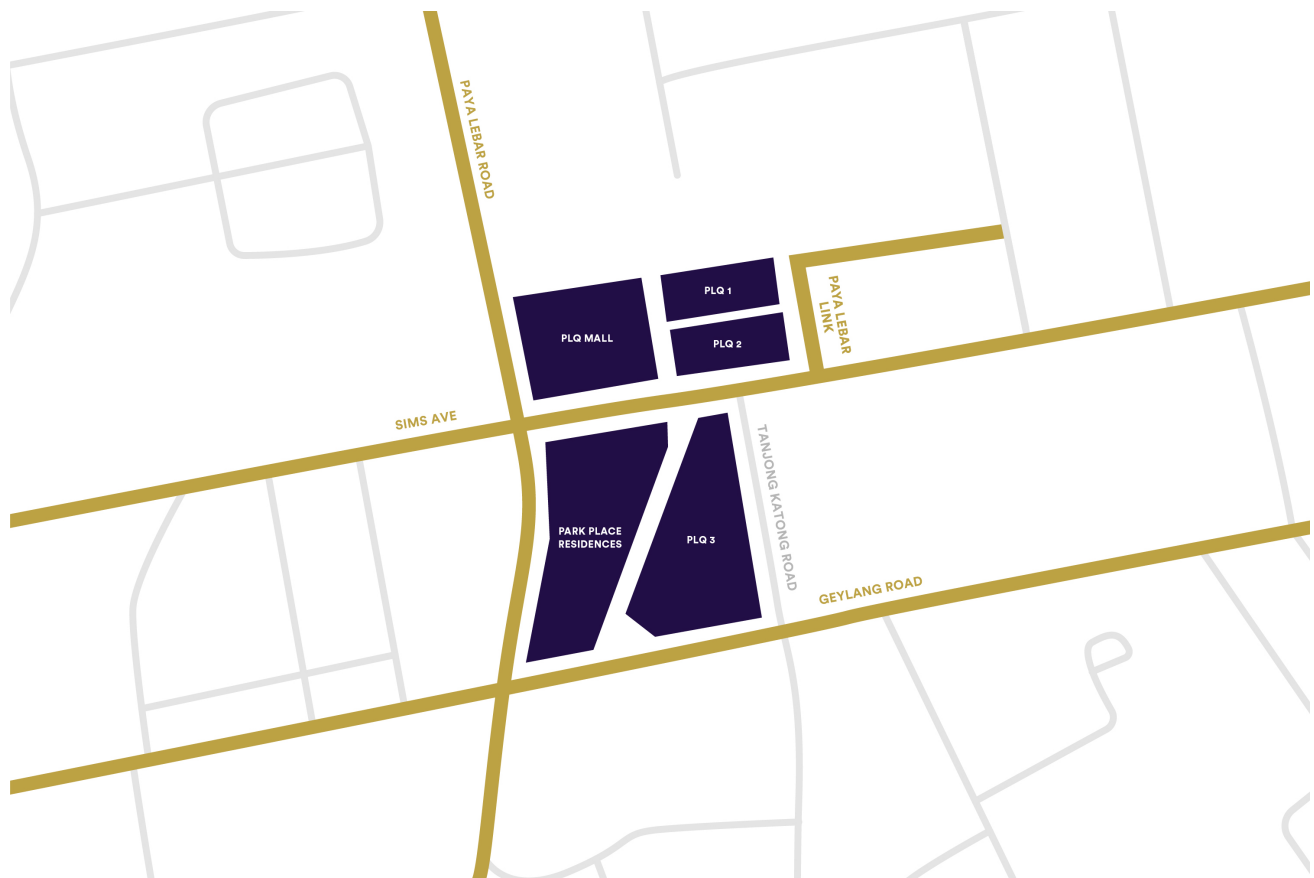 PAYA LEBAR ROAD
PLQ 1
PAYA LEBAR
LINK
PLQ MALL
PLQ 2
SIMS AVE
TANJONG KATONG ROAD
PARK PLACE
RESIDENCES
PLQ 3
GEYLANG ROAD